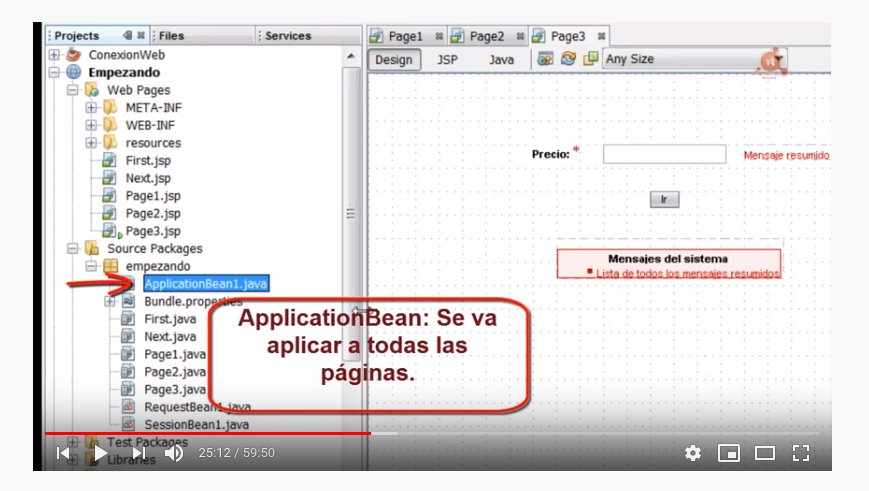 Projects
Files
Services
ConexionWeb
Empezando
Web Pages
META-INF
WEB-INF
resources
First.jsp
Next.jsp
Page1.jsp
Page2.jsp
Page3.jsp
Source Packages
empezando
ApplicationBean1.java
Bundle.properties
First.java
Next.java
Page1.java
Page2.java
Page3.java
RequestBean1.java
SessionBean1.java
Test Packages
Libraries
Page1
Page2
Page3
Design
JSP
Java
Any Size
Precio: *
Mensaje resumido
Ir
Mensajes del sistema
Lista de todos los mensajes resumidos
ApplicationBean: Se va
aplicar a todas las
páginas.
25:12 / 59:50